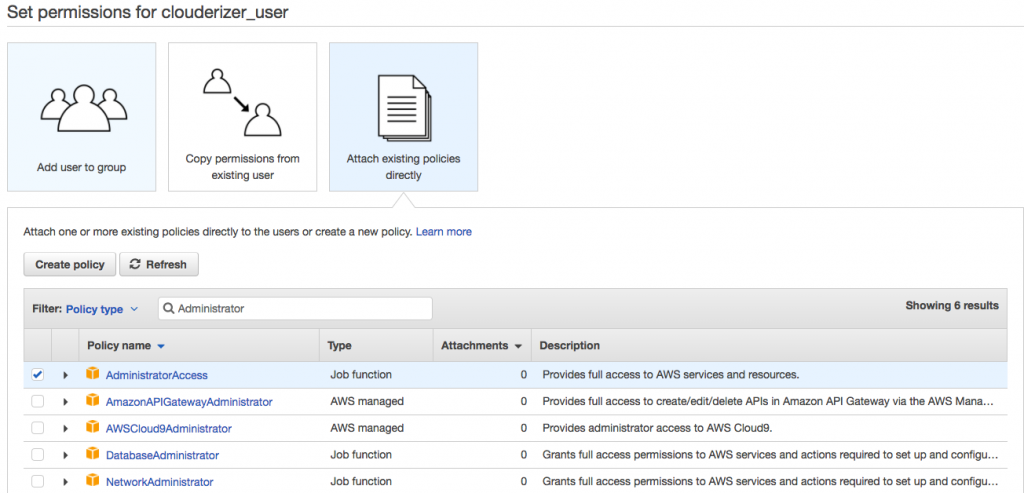 Set permissions for clouderizer_user
Add user to group
Copy permissions from
existing user
Attach existing policies
directly
Attach one or more existing policies directly to the users or create a new policy. Learn more
Create policy
Refresh
Filter: Policy type
Administrator
Showing 6 results
Policy name Type Attachments Description
AdministratorAccess Job function 0 Provides full access to AWS services and resources.
AmazonAPIGatewayAdministrator AWS managed 0 Provides full access to create/edit/delete APIs in Amazon API Gateway via the AWS Mana…
AWSCloud9Administrator AWS managed 0 Provides administrator access to AWS Cloud9.
DatabaseAdministrator Job function 0 Grants full access permissions to AWS services and actions required to set up and configu…
NetworkAdministrator Job function 0 Grants full access permissions to AWS services and actions required to set up and configu…